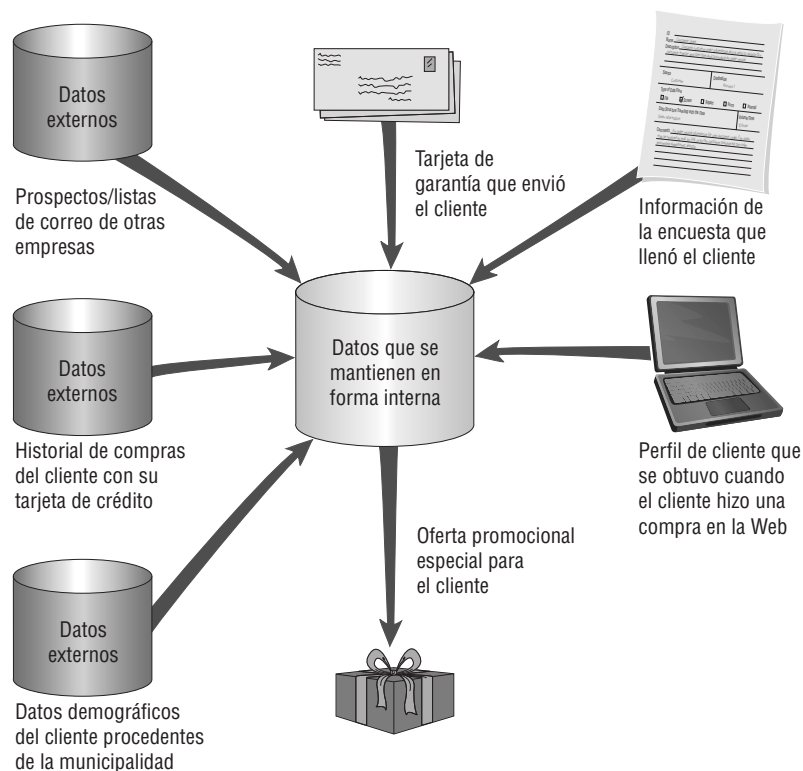 Datos
externos
Prospectos/listas
de correo de otras
empresas
Tarjeta de
garantía que envió
el cliente
Información de
la encuesta que
llenó el cliente
Datos
externos
Historial de compras
del cliente con su
tarjeta de crédito
Datos que se
mantienen en
forma interna
Perfil de cliente que
se obtuvo cuando
el cliente hizo una
compra en la Web
Oferta promocional
especial para
el cliente
Datos
externos
Datos demográficos
del cliente procedentes
de la municipalidad